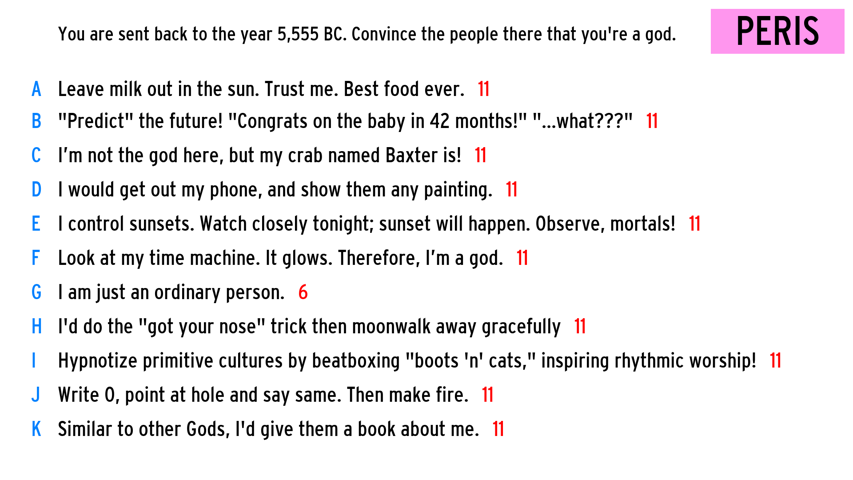 You are sent back to the year 5,555 BC. Convince the people there that you're a god.
PERIS
A Leave milk out in the sun. Trust me. Best food ever. 11
B "Predict" the future! "Congrats on the baby in 42 months!" "...what???" 11
C I’m not the god here, but my crab named Baxter is! 11
D I would get out my phone, and show them any painting. 11
E I control sunsets. Watch closely tonight; sunset will happen. Observe, mortals! 11
F Look at my time machine. It glows. Therefore, I’m a god. 11
G I am just an ordinary person. 6
H I'd do the "got your nose" trick then moonwalk away gracefully 11
I Hypnotize primitive cultures by beatboxing "boots 'n' cats," inspiring rhythmic worship! 11
J Write O, point at hole and say same. Then make fire. 11
K Similar to other Gods, I'd give them a book about me. 11